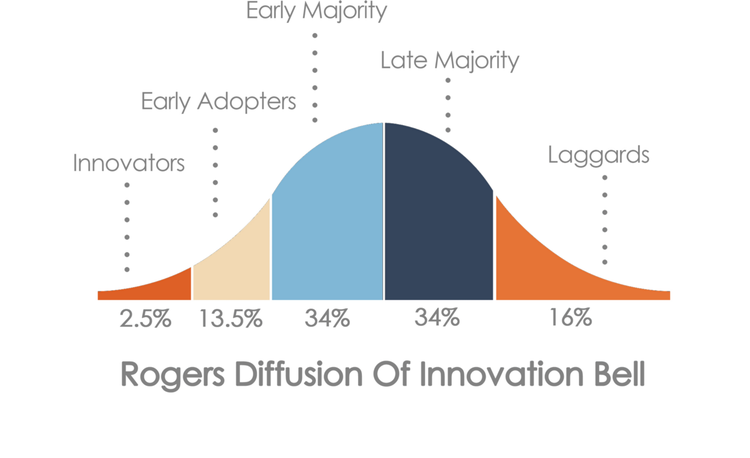 Early Majority
Late Majority
Early Adopters
Innovators
Laggards
2.5%
13.5%
34%
34%
16%
Rogers Diffusion Of Innovation Bell